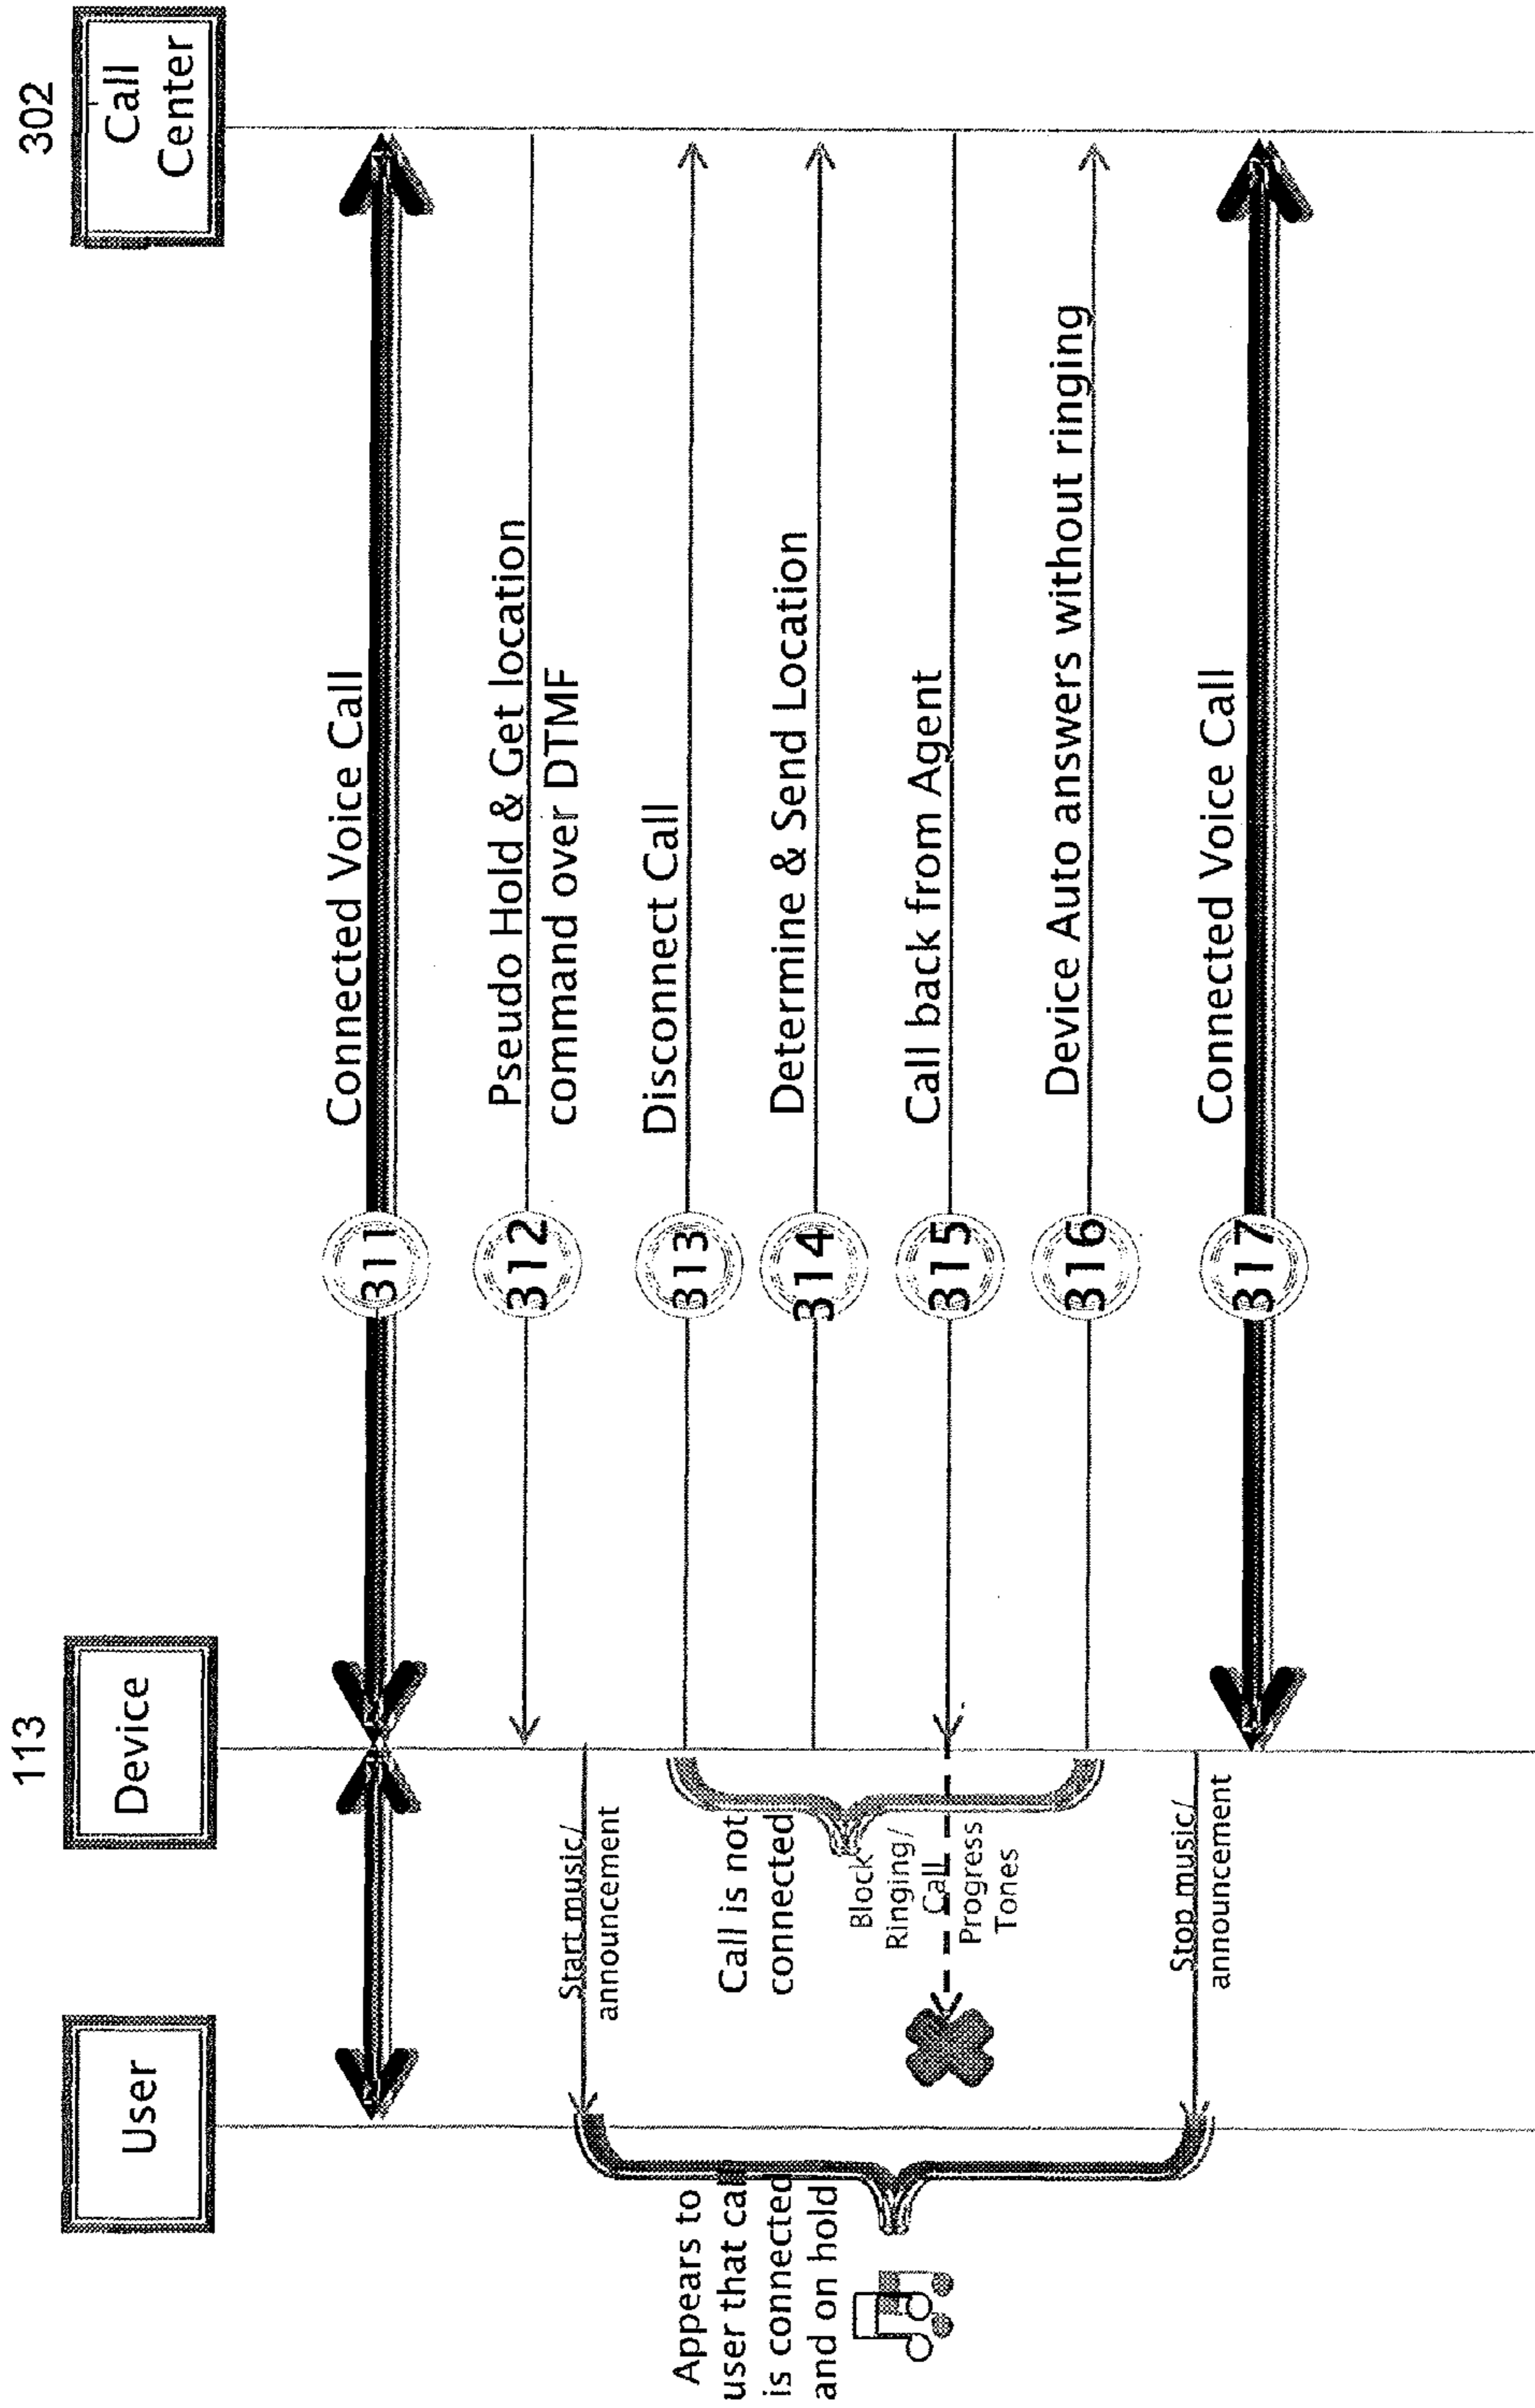 User
113
Device
302
Call
Center
Connected Voice Call
311
Pseudo Hold & Get location
command over DTMF
312
Start music/
announcement
Disconnect Call
313
Determine & Send Location
314
Call is not
connected
Appears to
user that call
is connected
and on hold
Block
Ringing/
Call
Progress
Tones
Call back from Agent
315
Device Auto answers without ringing
316
Stop music/
announcement
Connected Voice Call
317